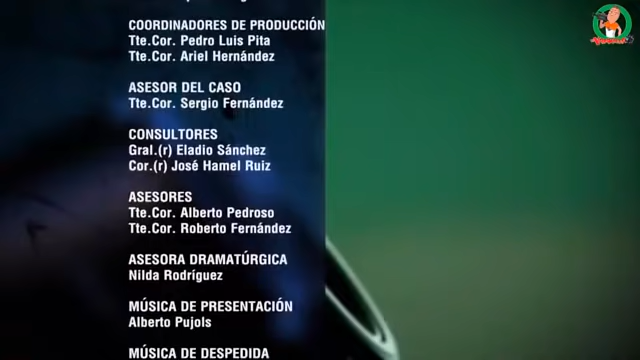 COORDINADORES DE PRODUCCIÓN
Tte.Cor. Pedro Luis Pita
Tte.Cor. Ariel Hernández
ASESOR DEL CASO
Tte.Cor. Sergio Fernández
CONSULTORES
Gral.(r) Eladio Sánchez
Cor.(r) José Hamel Ruiz
ASESORES
Tte.Cor. Alberto Pedroso
Tte.Cor. Roberto Fernández
ASESORA DRAMATÚRGICA
Nilda Rodríguez
MÚSICA DE PRESENTACIÓN
Alberto Pujols
MÚSICA DE DESPEDIDA